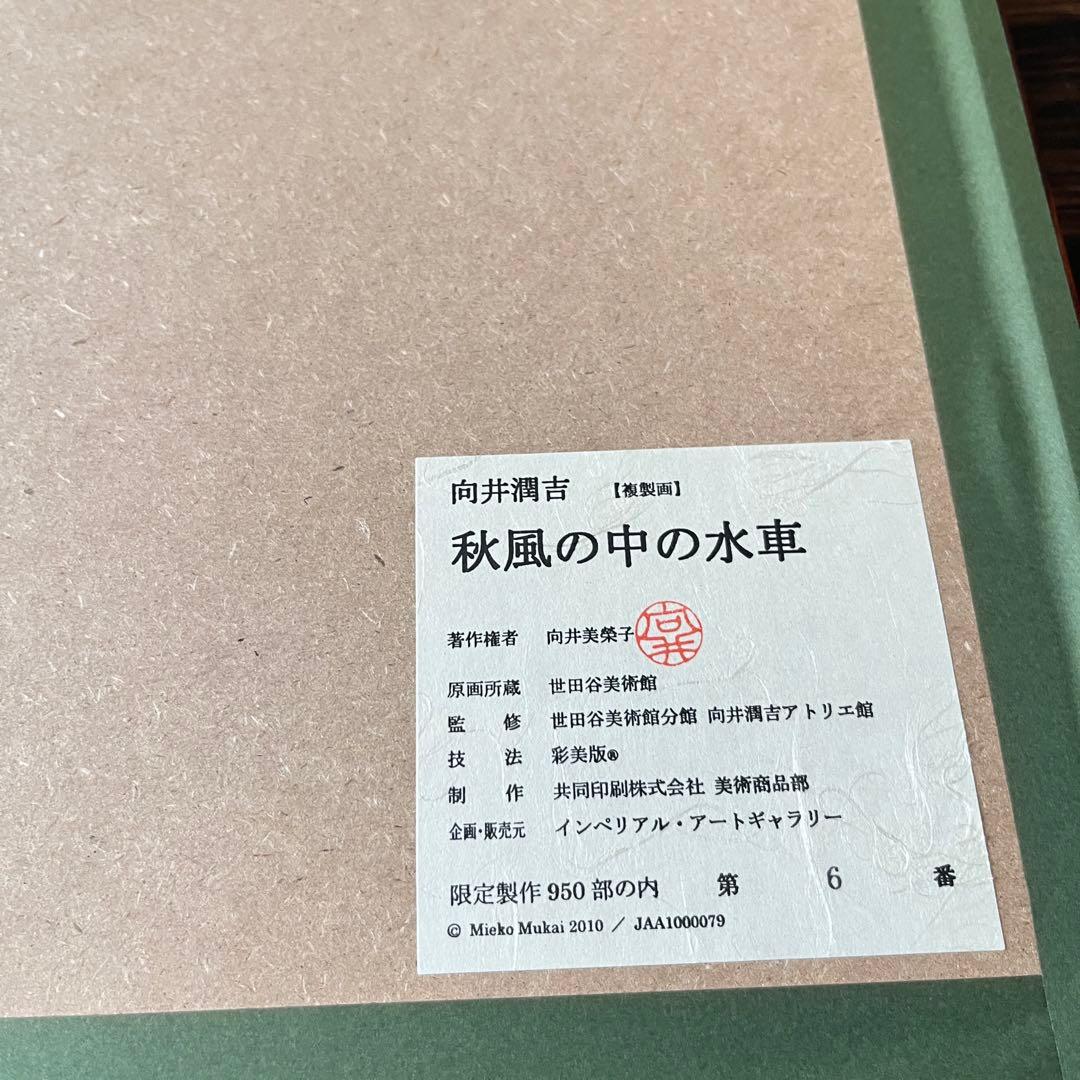 向井潤吉 【複製画】
秋風の中の水車
著作権者 向井美榮子
向井
原画所蔵 世田谷美術館
監修 世田谷美術館分館 向井潤吉アトリエ館
技法 彩美版®
制作 共同印刷株式会社 美術商品部
企画・販売元 インペリアル・アートギャラリー
限定製作 950 部の内 第 6 番
© Mieko Mukai 2010 / JAA1000079